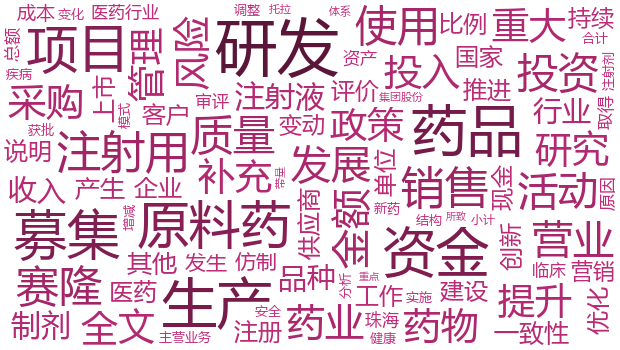 成本 变化 医药行业 调整 托拉 体系
总额 项目 管理 风险 研发 使用 比例 重大 持续 合计
疾病 资产 投入 国家 投资 注射剂
采购 上市 模式 客户 审评 注射液 评价 集团股份 推进 行业 取得
获批 说明 注射用 质量 变动 政策 药品 研究
收入 产生 企业 补充 带量 发展 单位 销售 现金 活动 原因
募集 增减 原料药 供应商 金额 新药 结构 所致 小计 资金 创新 营业
赛隆 其他 发生 仿制 品种 分析 重点 临床 营销
医药 生产 安全 工作 实施 建设 提升 优化
制剂 全文 主营业务 注册 药业 珠海 健康 药物 一致性